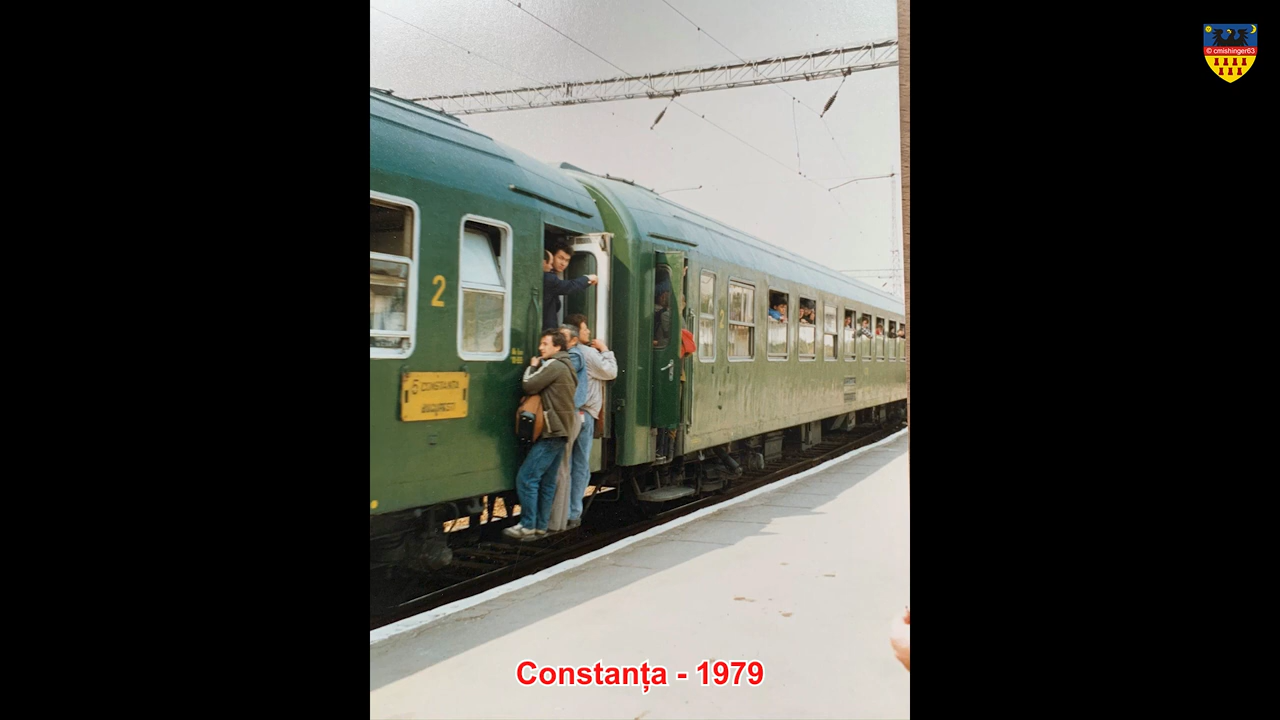 © cmishinger63
2
2
CONSTANTA
BUCUREȘTI
Constanța - 1979